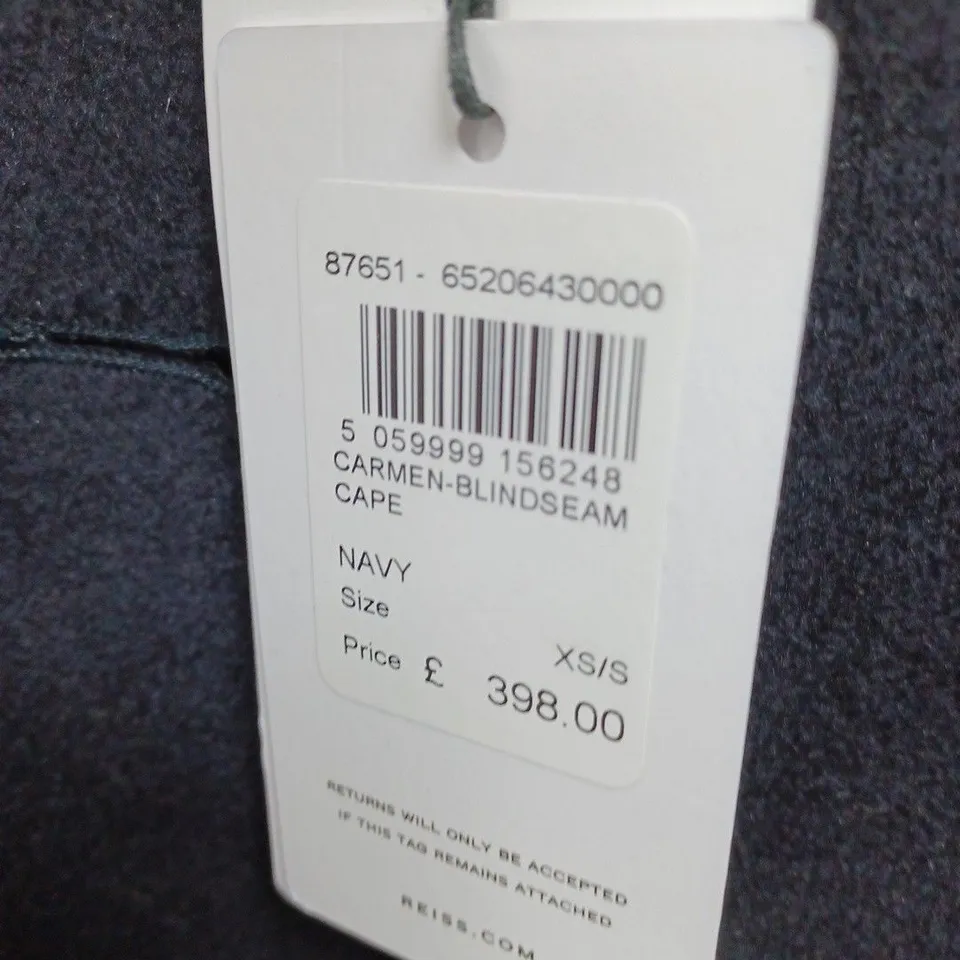 87651 - 65206430000
5 059999 156248
CARMEN-BLINDSEAM
CAPE
NAVY
Size
XS/S
Price £ 398.00
RETURNS WILL ONLY BE ACCEPTED
IF THIS TAG REMAINS ATTACHED
REISS.COM